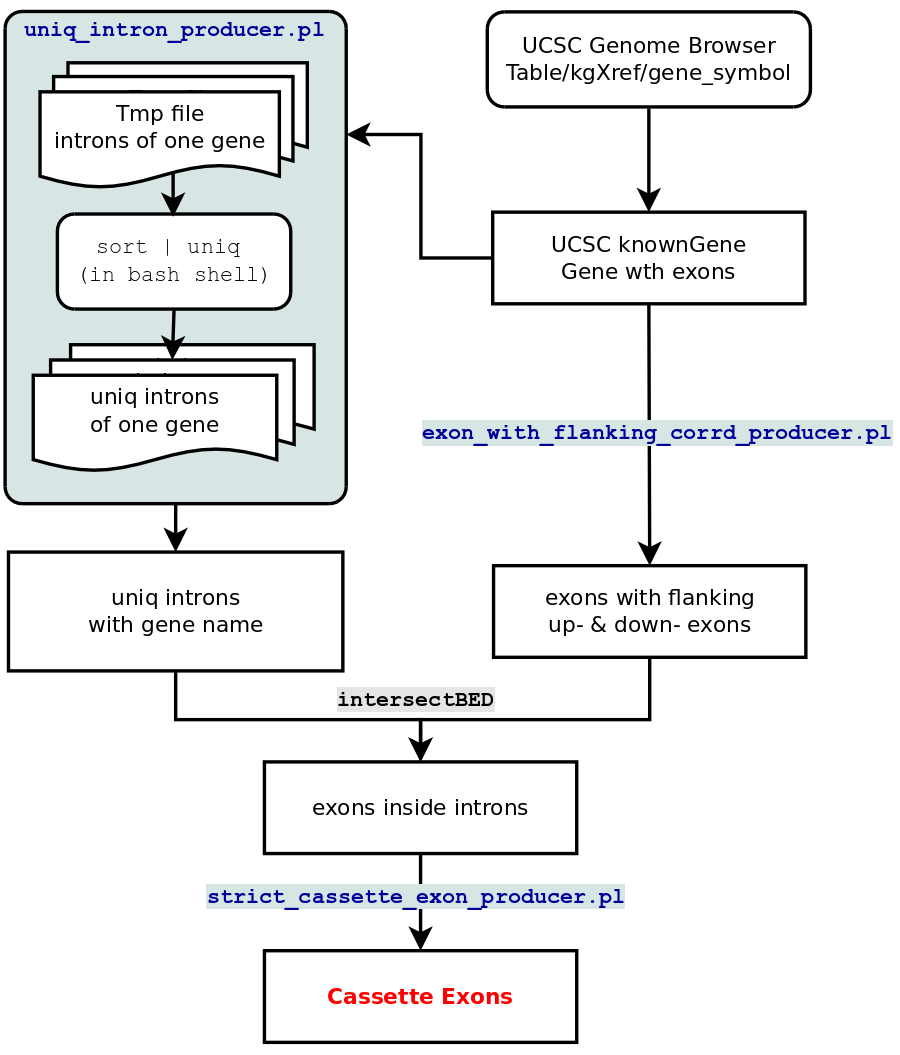 uniq_intron_producer.pl
Tmp file
introns of one gene
sort | uniq
(in bash shell)
uniq introns
of one gene
uniq introns
with gene name
UCSC Genome Browser
Table/kgXref/gene_symbol
UCSC knownGene
Gene wth exons
exon_with_flanking_corrd_producer.pl
exons with flanking
up- & down- exons
intersectBED
exons inside introns
strict_cassette_exon_producer.pl
Cassette Exons